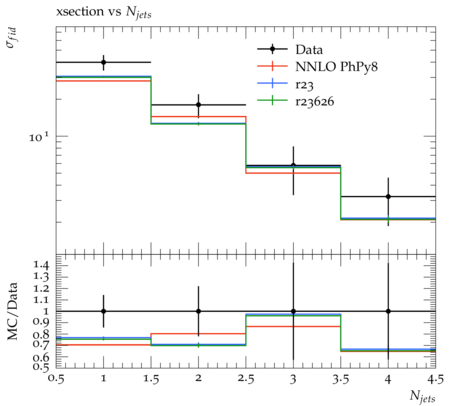 xsection vs N_jets
σ_fid
Data
NNLO PhPy8
r23
r23626
10^1
MC/Data
1.4
1.3
1.2
1.1
1
0.9
0.8
0.7
0.6
0.5
0.5 1 1.5 2 2.5 3 3.5 4 4.5
N_jets